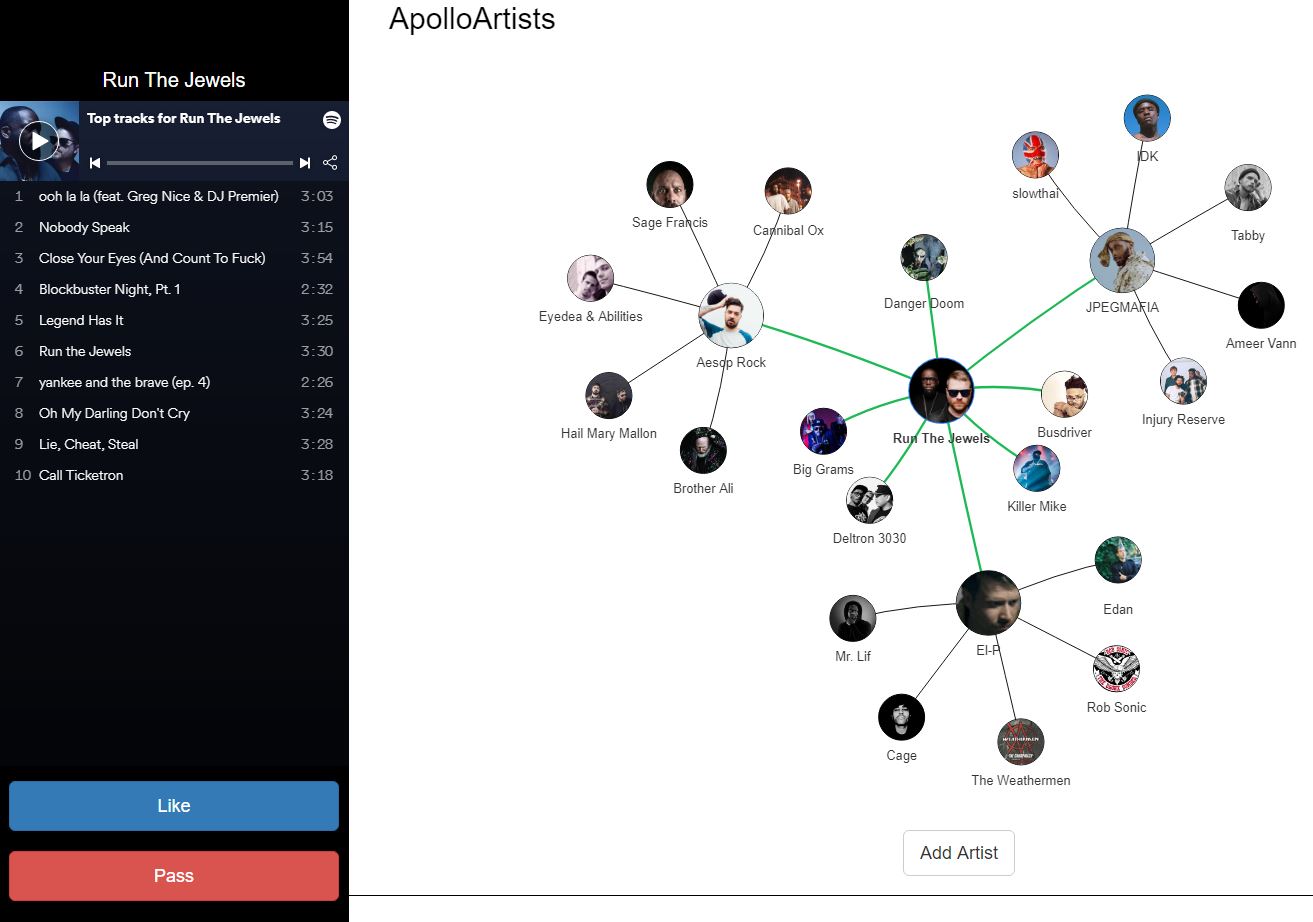 ApolloArtists
Run The Jewels
Top tracks for Run The Jewels
1 ooh la la (feat. Greg Nice & DJ Premier) 3:03
2 Nobody Speak 3:15
3 Close Your Eyes (And Count To Fuck) 3:54
4 Blockbuster Night, Pt. 1 2:32
5 Legend Has It 3:25
6 Run the Jewels 3:30
7 yankee and the brave (ep. 4) 2:26
8 Oh My Darling Don't Cry 3:24
9 Lie, Cheat, Steal 3:28
10 Call Ticketron 3:18
Like
Pass
IDK
slowthai
Sage Francis
Cannibal Ox
Tabby
Danger Doom
JPEGMAFIA
Eyedea & Abilities
Ameer Vann
Aesop Rock
Injury Reserve
Hail Mary Mallon
Busdriver
Run The Jewels
Big Grams
Brother Ali
Killer Mike
Deltron 3030
Edan
El-P
Mr. Lif
Rob Sonic
Cage
The Weathermen
Add Artist